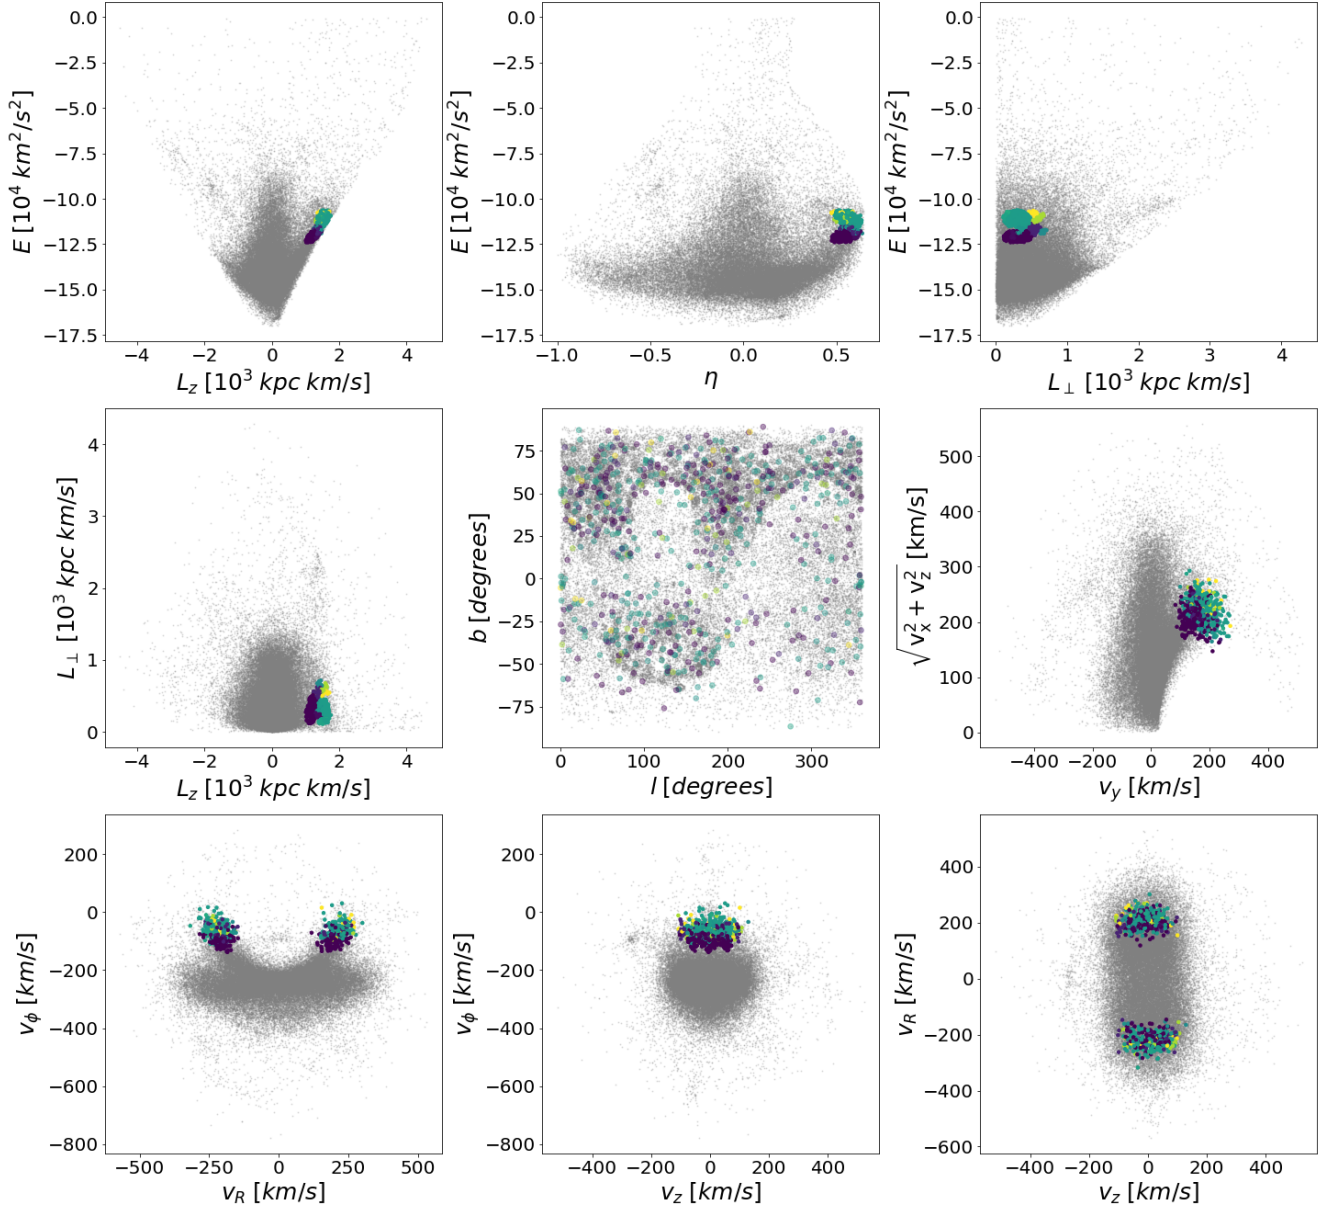 0.0
−2.5
−5.0
−7.5
−10.0
−12.5
−15.0
−17.5
E [10⁴ km²/s²]
−4 −2 0 2 4
L_z [10³ kpc km/s]
0.0
−2.5
−5.0
−7.5
−10.0
−12.5
−15.0
−17.5
E [10⁴ km²/s²]
−1.0 −0.5 0.0 0.5
η
0.0
−2.5
−5.0
−7.5
−10.0
−12.5
−15.0
−17.5
E [10⁴ km²/s²]
0 1 2 3 4
L_⊥ [10³ kpc km/s]
4
3
2
1
0
L_⊥ [10³ kpc km/s]
−4 −2 0 2 4
L_z [10³ kpc km/s]
75
50
25
0
−25
−50
−75
b [degrees]
0 100 200 300
l [degrees]
500
400
300
200
100
0
√v_x² + v_z² [km/s]
−400 −200 0 200 400
v_y [km/s]
200
0
−200
−400
−600
−800
v_ϕ [km/s]
−500 −250 0 250 500
v_R [km/s]
200
0
−200
−400
−600
−800
v_ϕ [km/s]
−400 −200 0 200 400
v_z [km/s]
400
200
0
−200
−400
−600
v_R [km/s]
−400 −200 0 200 400
v_z [km/s]